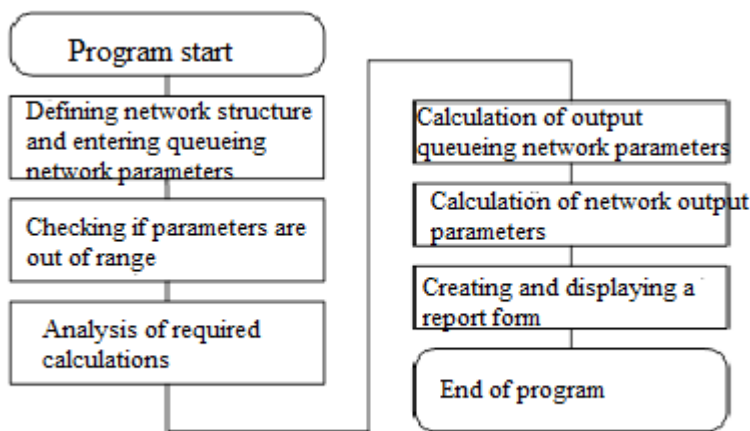 Program start
Defining network structure
and entering queueing
network parameters
Checking if parameters are
out of range
Analysis of required
calculations
Calculation of output
queueing network parameters
Calculation of network output
parameters
Creating and displaying a
report form
End of program